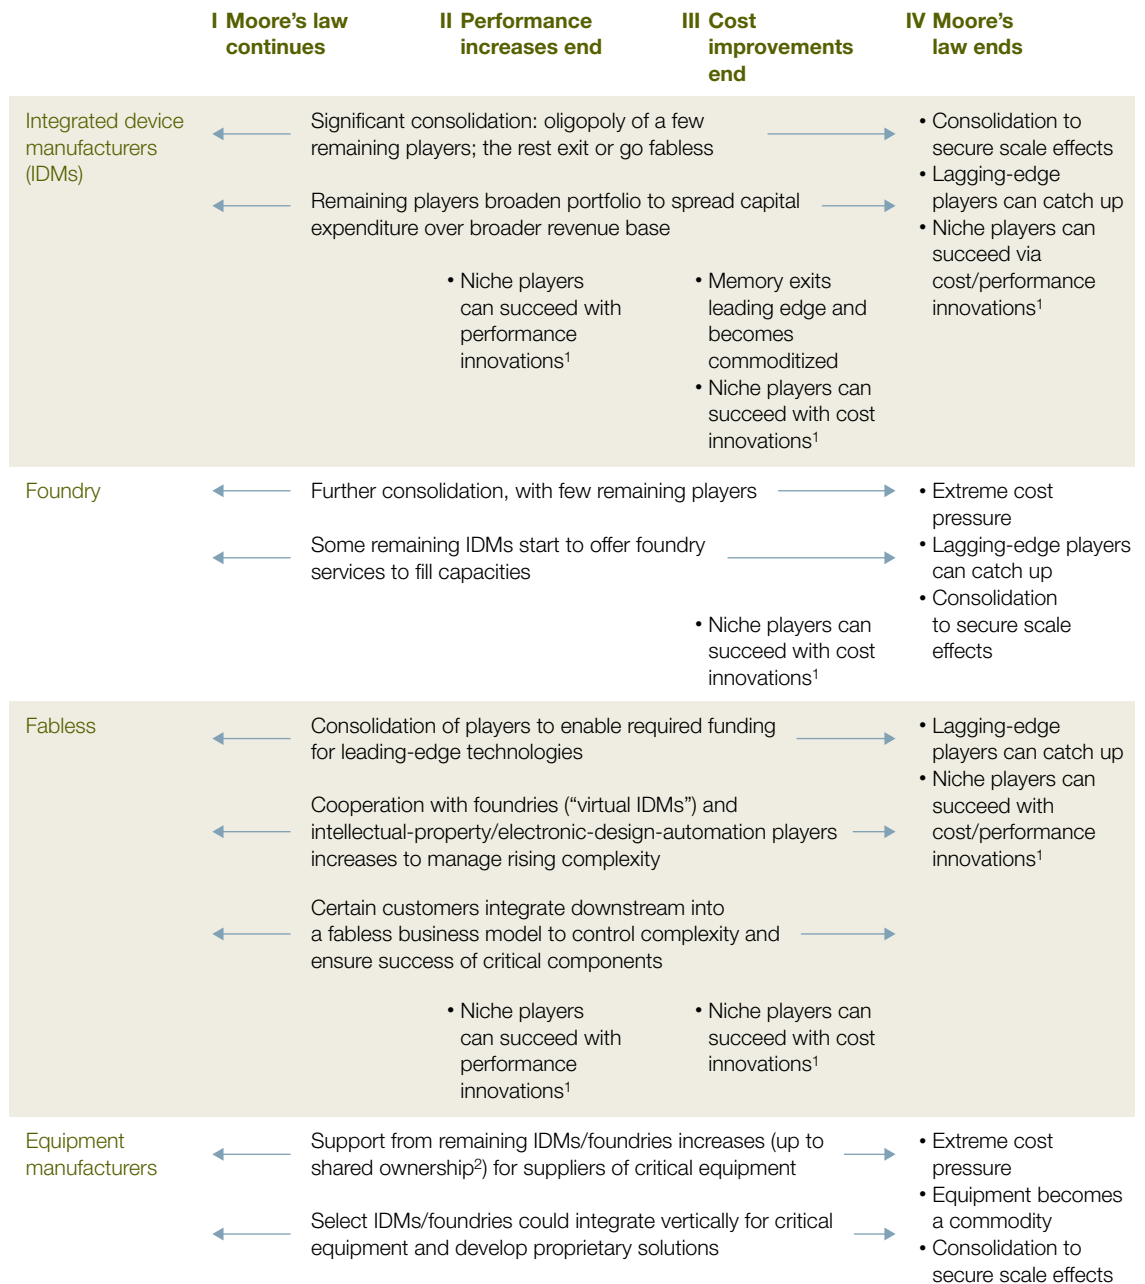 I Moore’s law
continues
II Performance
increases end
III Cost
improvements
end
IV Moore’s
law ends
Integrated device
manufacturers
(IDMs)
Significant consolidation: oligopoly of a few
remaining players; the rest exit or go fabless
Remaining players broaden portfolio to spread capital
expenditure over broader revenue base
• Niche players
can succeed with
performance
innovations¹
• Memory exits
leading edge and
becomes
commoditized
• Niche players can
succeed with cost
innovations¹
• Consolidation to
secure scale effects
• Lagging-edge
players can catch up
• Niche players can
succeed via
cost/performance
innovations¹
Foundry
Further consolidation, with few remaining players
Some remaining IDMs start to offer foundry
services to fill capacities
• Niche players can
succeed with cost
innovations¹
• Extreme cost
pressure
• Lagging-edge players
can catch up
• Consolidation
to secure scale
effects
Fabless
Consolidation of players to enable required funding
for leading-edge technologies
Cooperation with foundries (“virtual IDMs”) and
intellectual-property/electronic-design-automation players
increases to manage rising complexity
Certain customers integrate downstream into
a fabless business model to control complexity and
ensure success of critical components
• Niche players
can succeed with
performance
innovations¹
• Niche players can
succeed with cost
innovations¹
• Lagging-edge
players can catch up
• Niche players can
succeed with
cost/performance
innovations¹
Equipment
manufacturers
Support from remaining IDMs/foundries increases (up to
shared ownership²) for suppliers of critical equipment
Select IDMs/foundries could integrate vertically for critical
equipment and develop proprietary solutions
• Extreme cost
pressure
• Equipment becomes
a commodity
• Consolidation to
secure scale effects